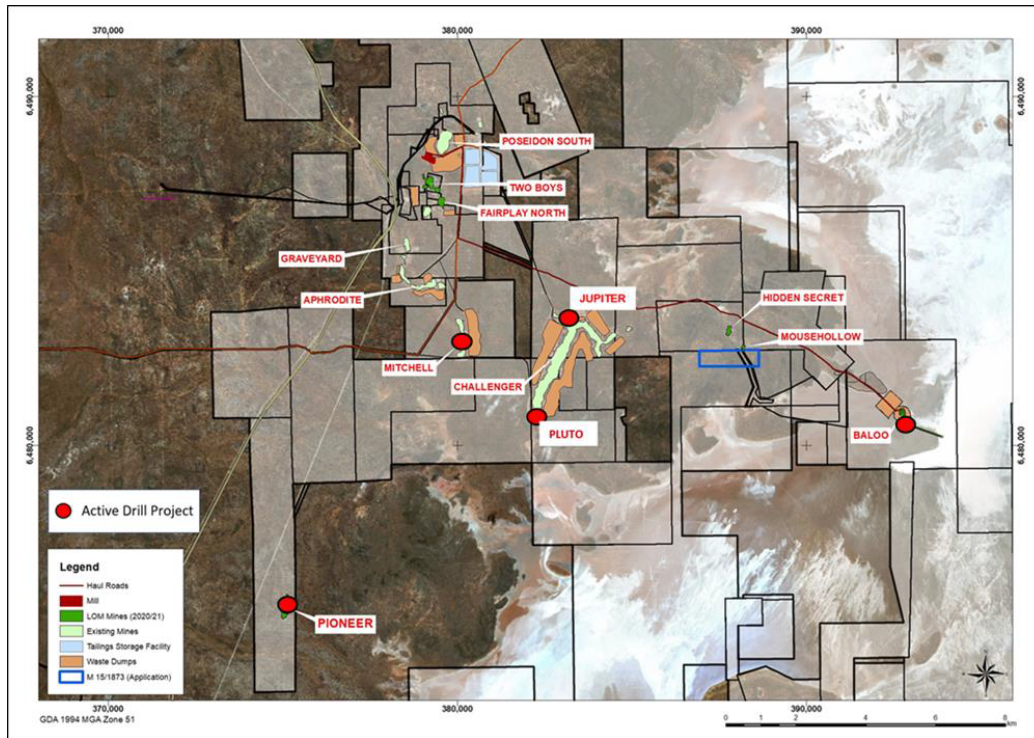 370,000
380,000
390,000
6,490,000
6,490,000
POSEIDON SOUTH
TWO BOYS
FAIRPLAY NORTH
GRAVEYARD
APHRODITE
JUPITER
HIDDEN SECRET
MOUSEHOLLOW
MITCHELL
CHALLENGER
PLUTO
BALOO
6,480,000
6,480,000
Active Drill Project
Legend
Haul Roads
Mill
LOM Mines (2020/21)
Existing Mines
Tailings Storage Facility
Waste Dumps
M 15/1873 (Application)
PIONEER
370,000
380,000
390,000
GDA 1994 MGA Zone 51
0 1 2 4 6 8
km